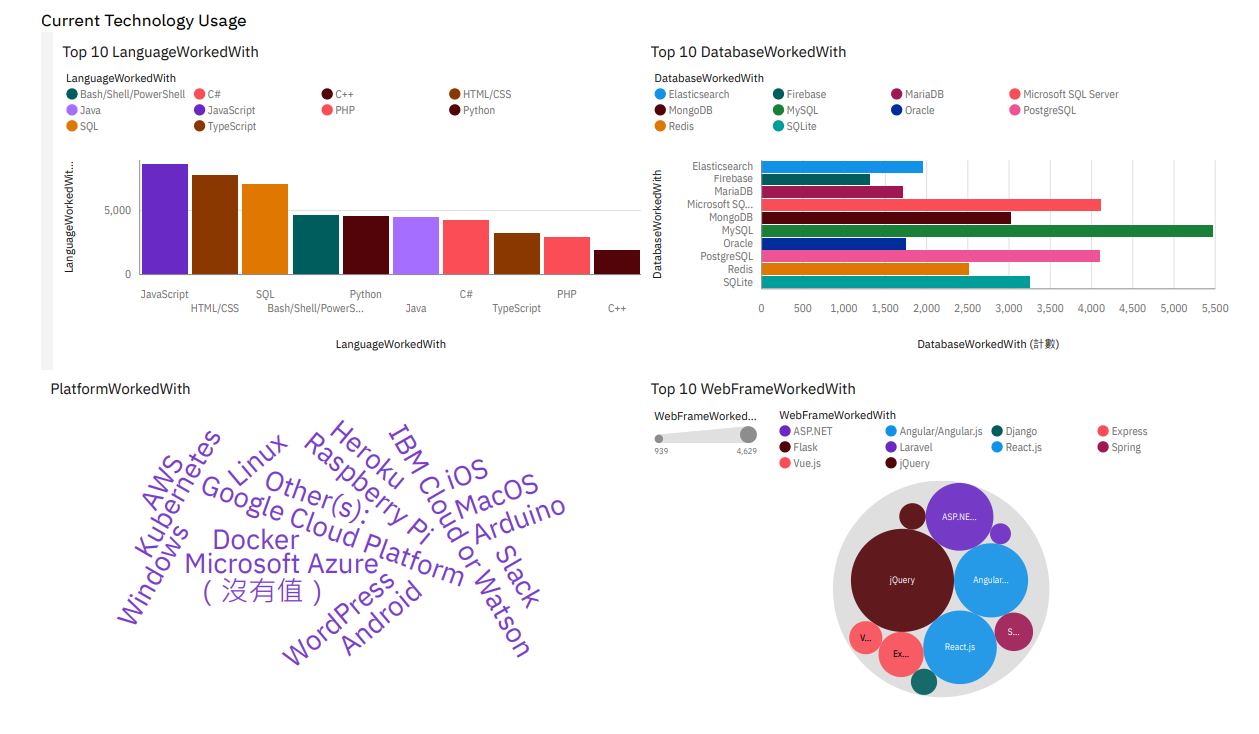 Current Technology Usage
Top 10 LanguageWorkedWith
LanguageWorkedWith
Bash/Shell/PowerShell C# C++ HTML/CSS
Java JavaScript PHP Python
SQL TypeScript
LanguageWorkedWit...
5,000
0
JavaScript SQL Python C# PHP
HTML/CSS Bash/Shell/PowerS... Java TypeScript C++
LanguageWorkedWith
Top 10 DatabaseWorkedWith
DatabaseWorkedWith
Elasticsearch Firebase MariaDB Microsoft SQL Server
MongoDB MySQL Oracle PostgreSQL
Redis SQLite
DatabaseWorkedWith
Elasticsearch
Firebase
MariaDB
Microsoft SQ...
MongoDB
MySQL
Oracle
PostgreSQL
Redis
SQLite
0 500 1,000 1,500 2,000 2,500 3,000 3,500 4,000 4,500 5,000 5,500
DatabaseWorkedWith (計數)
PlatformWorkedWith
AWS
Kubernetes
Windows
Linux
Other(s):
Google Cloud Platform
Docker
Microsoft Azure
( 沒有值 )
Heroku
Raspberry Pi
IBM Cloud or Watson
iOS
MacOS
Arduino
Slack
WordPress
Android
Top 10 WebFrameWorkedWith
WebFrameWorked...
939 4,629
WebFrameWorkedWith
ASP.NET Angular/Angular.js Django Express
Flask Laravel React.js Spring
Vue.js jQuery
ASP.NE...
jQuery
Angular...
V...
S...
Ex...
React.js